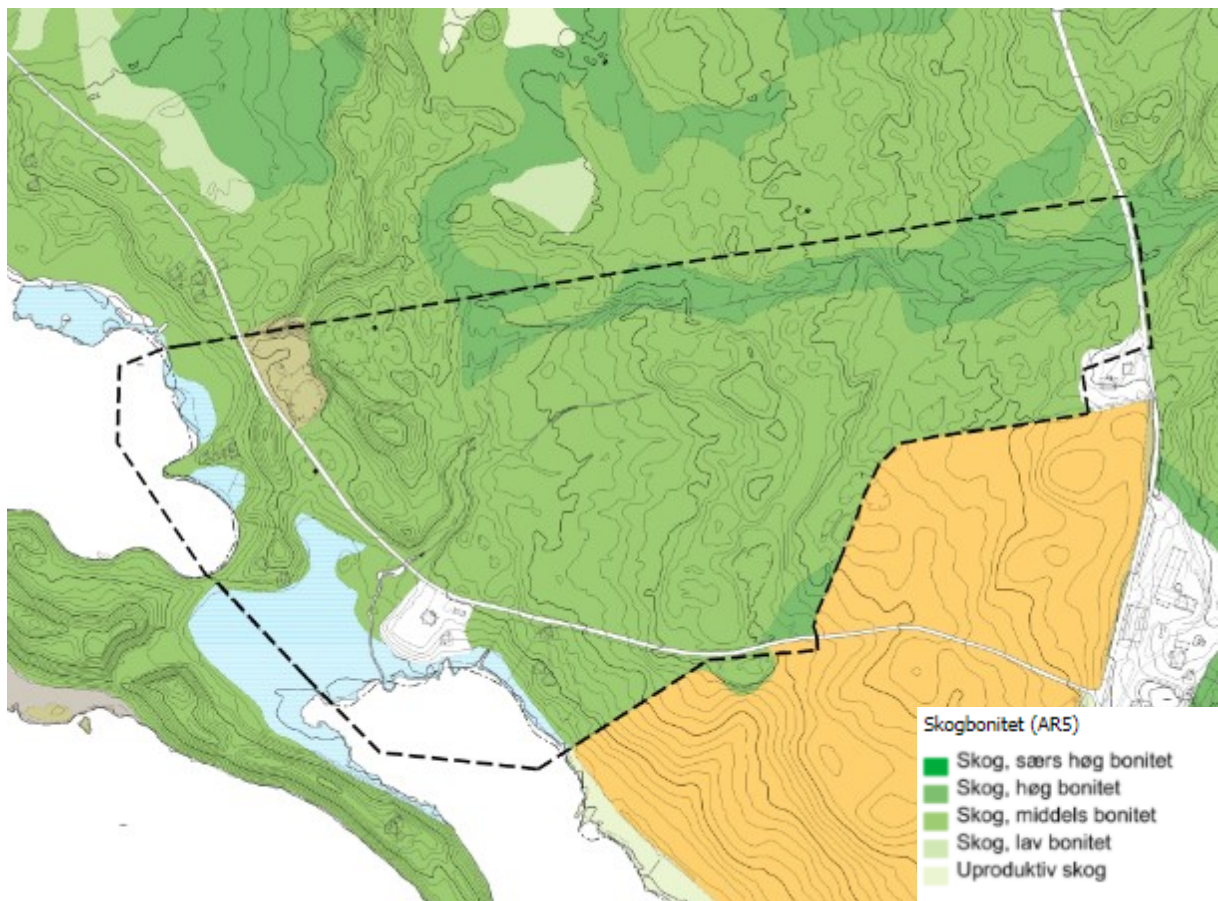 Skogbonitet (AR5)
Skog, særs høg bonitet
Skog, høg bonitet
Skog, middels bonitet
Skog, lav bonitet
Uproduktiv skog